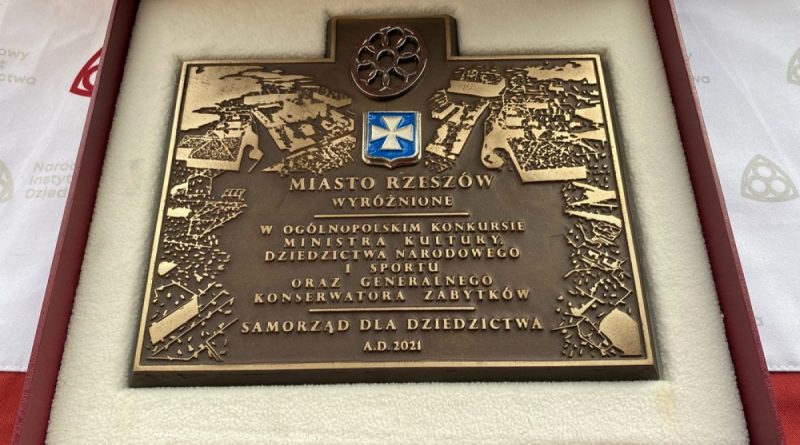 MIASTO RZESZÓW
WYRÓŻNIONE
W OGÓLNOPOLSKIM KONKURSIE
MINISTRA KULTURY,
DZIEDZICTWA NARODOWEGO
I SPORTU
ORAZ GENERALNEGO
KONSERWATORA ZABYTKÓW
SAMORZĄD DLA DZIEDZICTWA
A.D. 2021